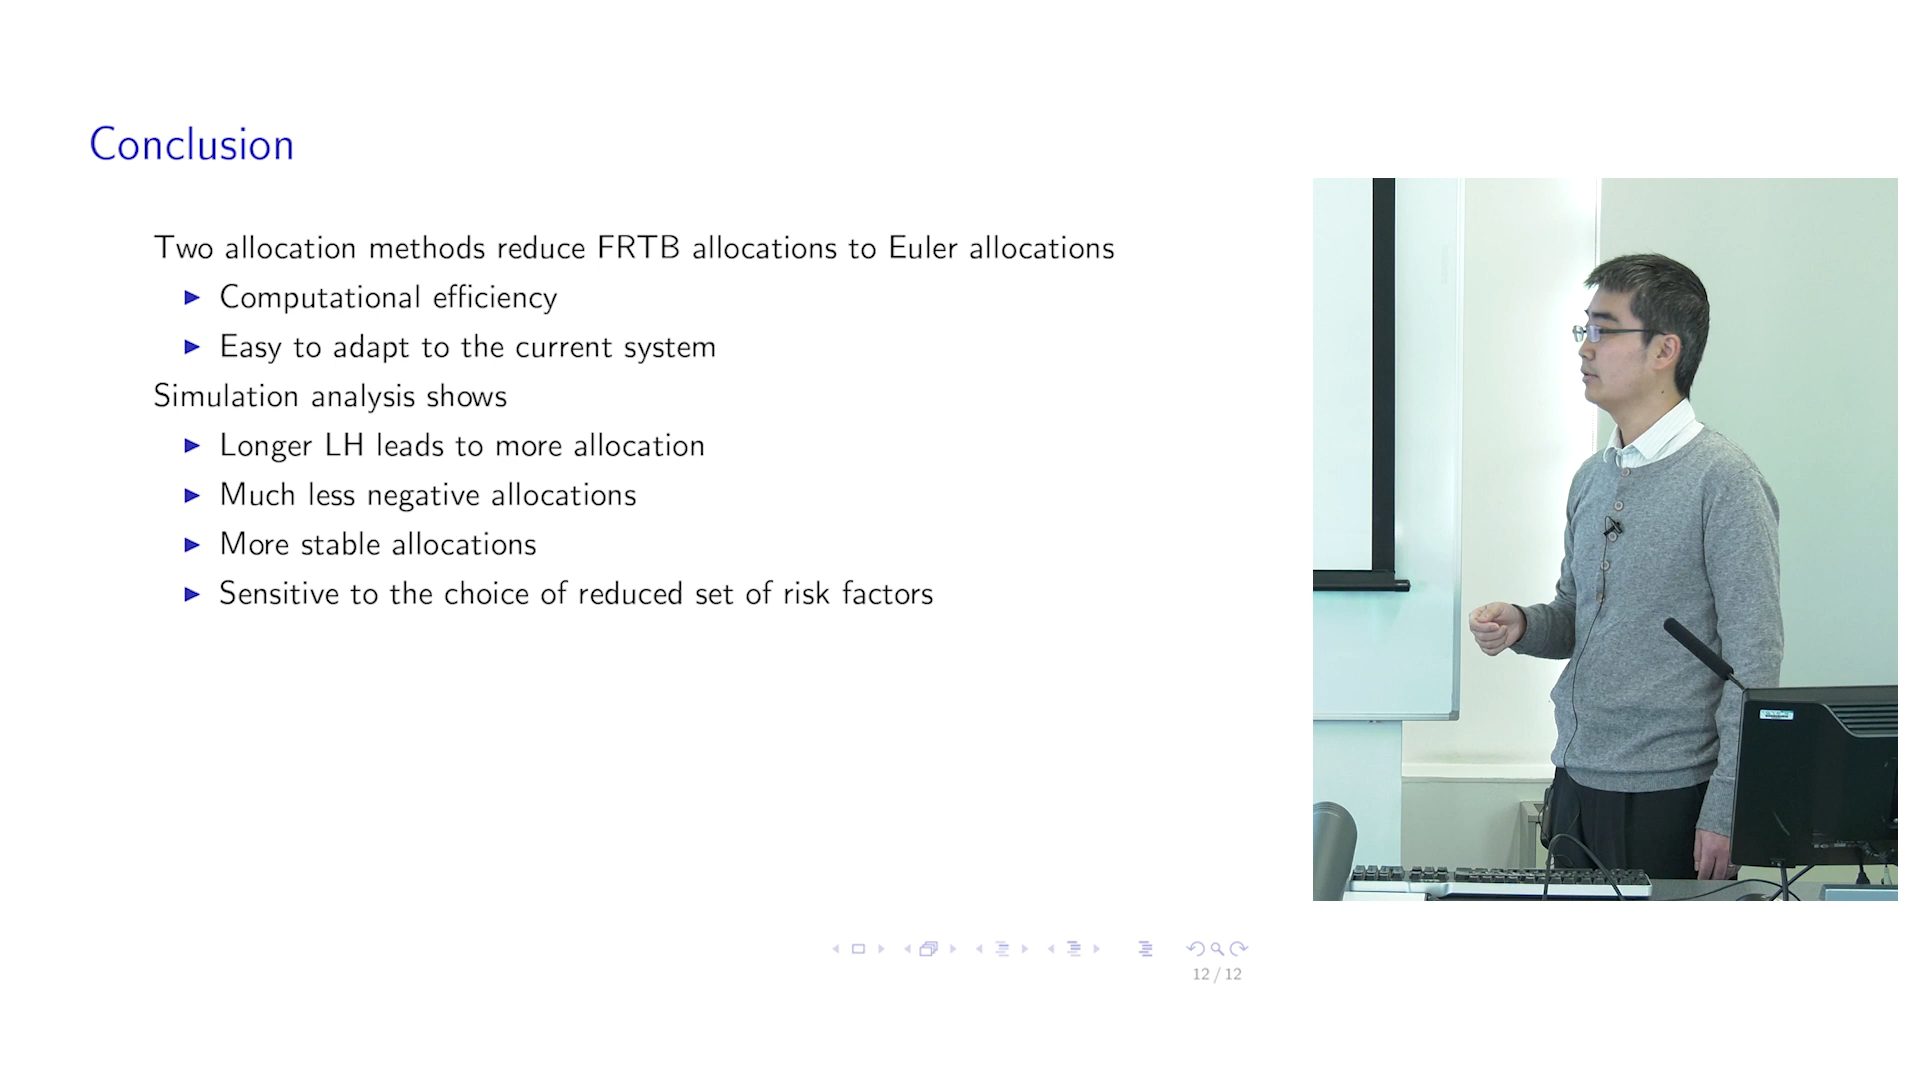 Conclusion
Two allocation methods reduce FRTB allocations to Euler allocations
Computational efficiency
Easy to adapt to the current system
Simulation analysis shows
Longer LH leads to more allocation
Much less negative allocations
More stable allocations
Sensitive to the choice of reduced set of risk factors
12 / 12